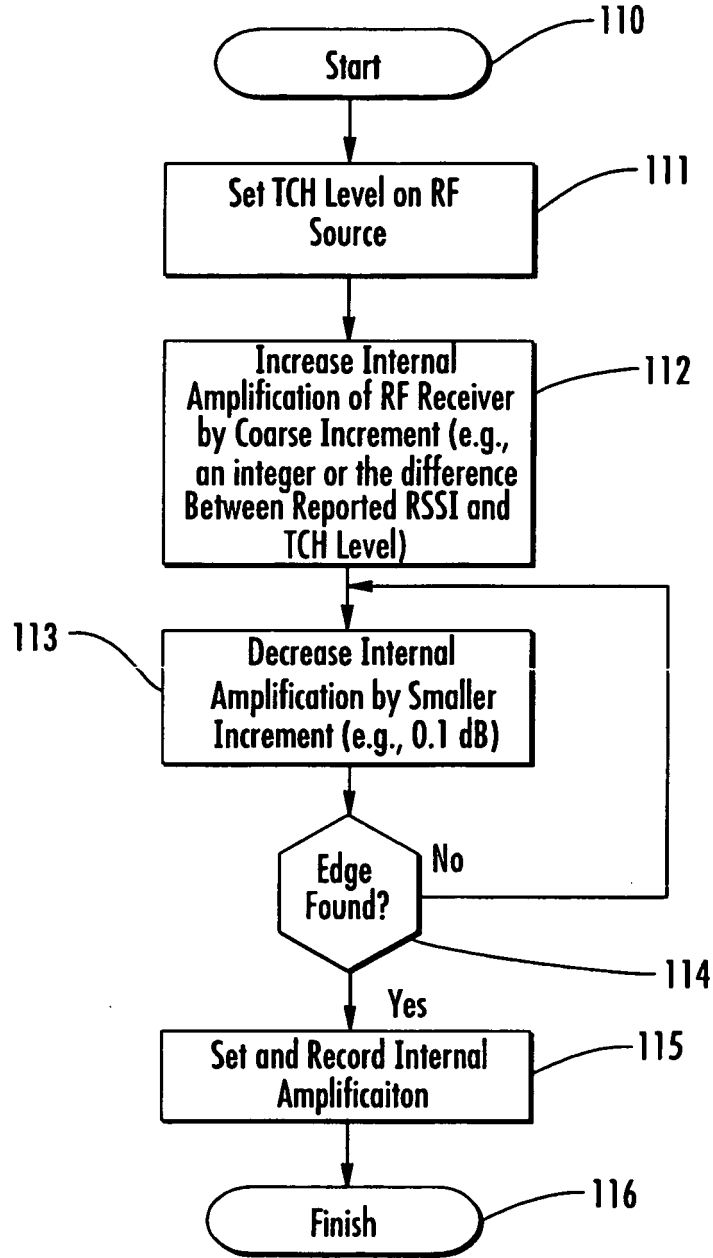 110
Start
111
Set TCH Level on RF
Source
112
Increase Internal
Amplification of RF Receiver
by Coarse Increment (e.g.,
an integer or the difference
Between Reported RSSI and
TCH Level)
113
Decrease Internal
Amplification by Smaller
Increment (e.g., 0.1 dB)
Edge
Found?
No
114
Yes
Set and Record Internal
Amplificaiton
115
Finish
116